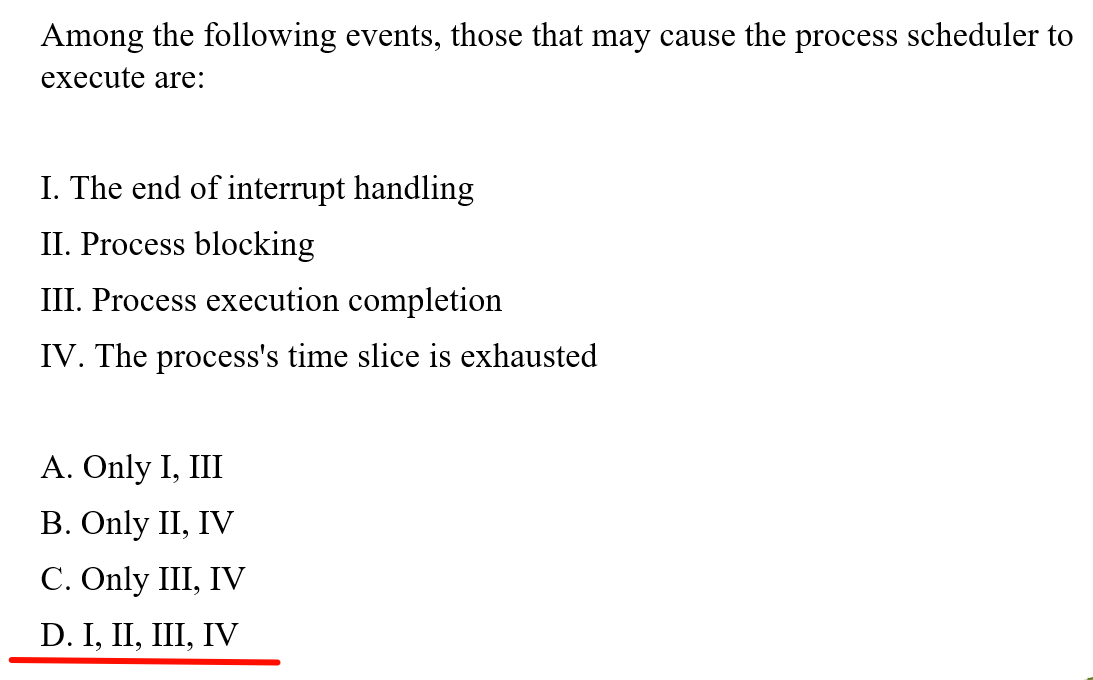 Among the following events, those that may cause the process scheduler to
execute are:
I. The end of interrupt handling
II. Process blocking
III. Process execution completion
IV. The process's time slice is exhausted
A. Only I, III
B. Only II, IV
C. Only III, IV
D. I, II, III, IV